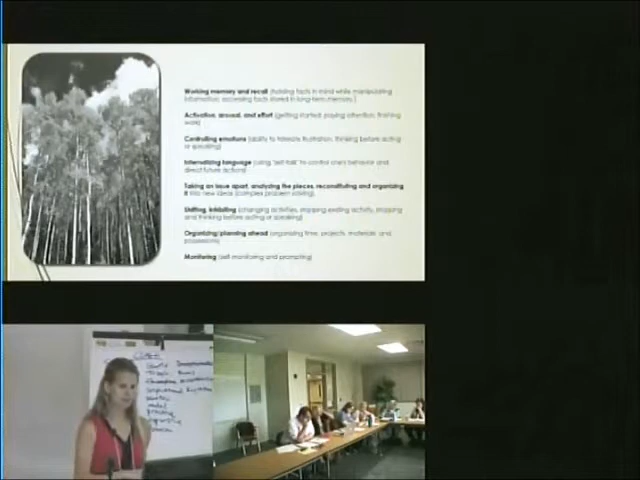 Working memory and recall (holding facts in mind while manipulating
information; accessing facts stored in long-term memory.)
Activation, arousal, and effort (getting started; paying attention; finishing
work)
Controlling emotions (ability to tolerate frustration, thinking before acting
or speaking)
Internalizing language (using "self-talk" to control one's behavior and
direct future actions)
Taking an issue apart, analyzing the pieces, reconstituting and organizing
it into new ideas (complex problem solving).
Shifting, inhibiting (changing activities, stopping existing activity, stopping
and thinking before acting or speaking)
Organizing/planning ahead (organizing time, projects, materials, and
possessions)
Monitoring (self-monitoring and prompting)